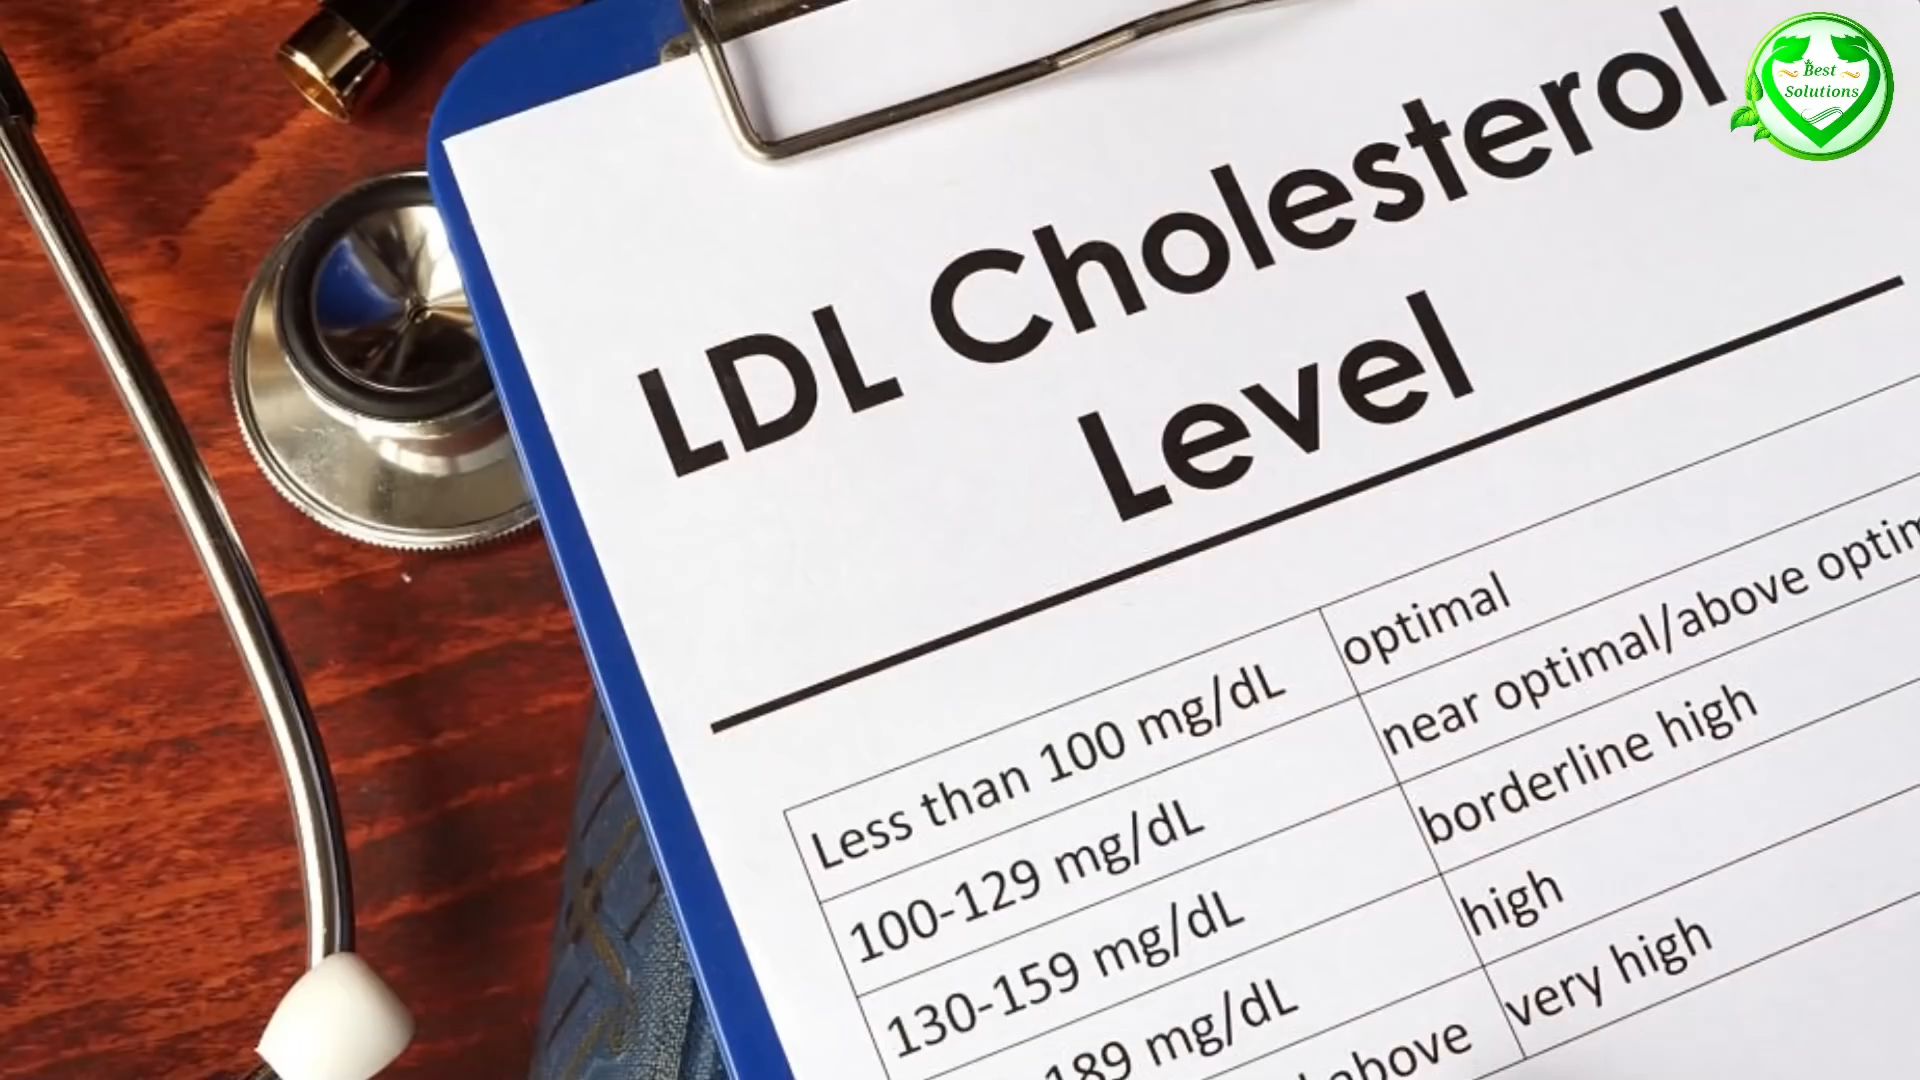 Best
Solutions
LDL Cholesterol
Level
Less than 100 mg/dL optimal
100-129 mg/dL near optimal/above
130-159 mg/dL borderline high
189 mg/dL high
above very high